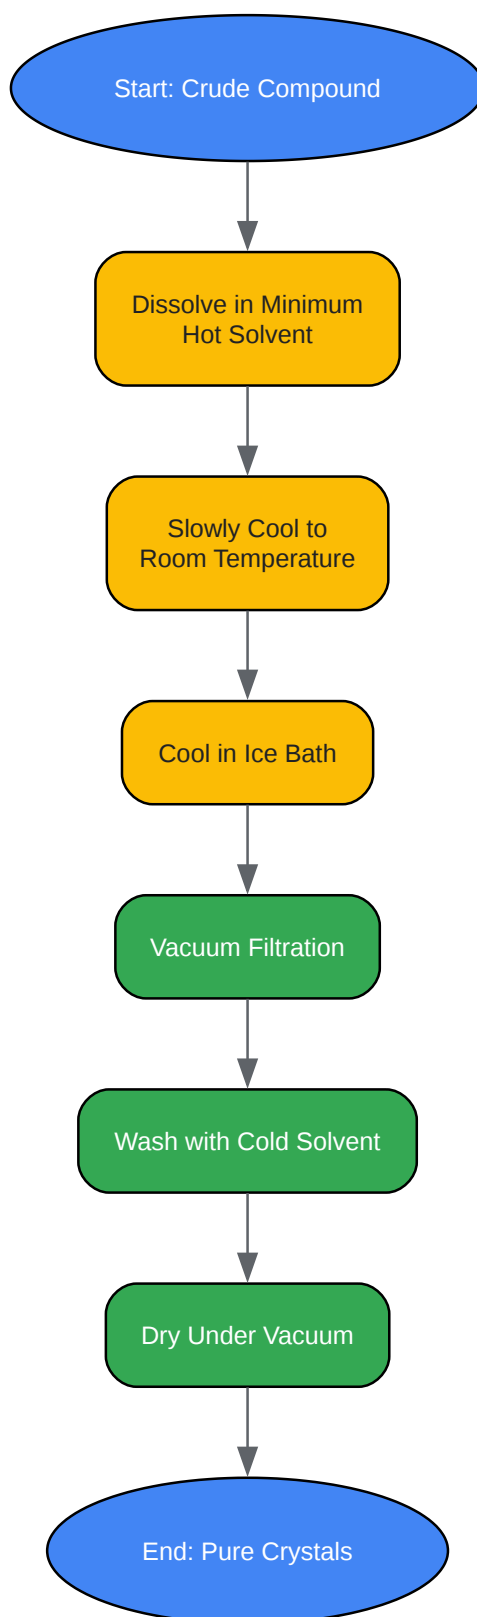 Start: Crude Compound
Dissolve in Minimum
Hot Solvent
Slowly Cool to
Room Temperature
Cool in Ice Bath
Vacuum Filtration
Wash with Cold Solvent
Dry Under Vacuum
End: Pure Crystals